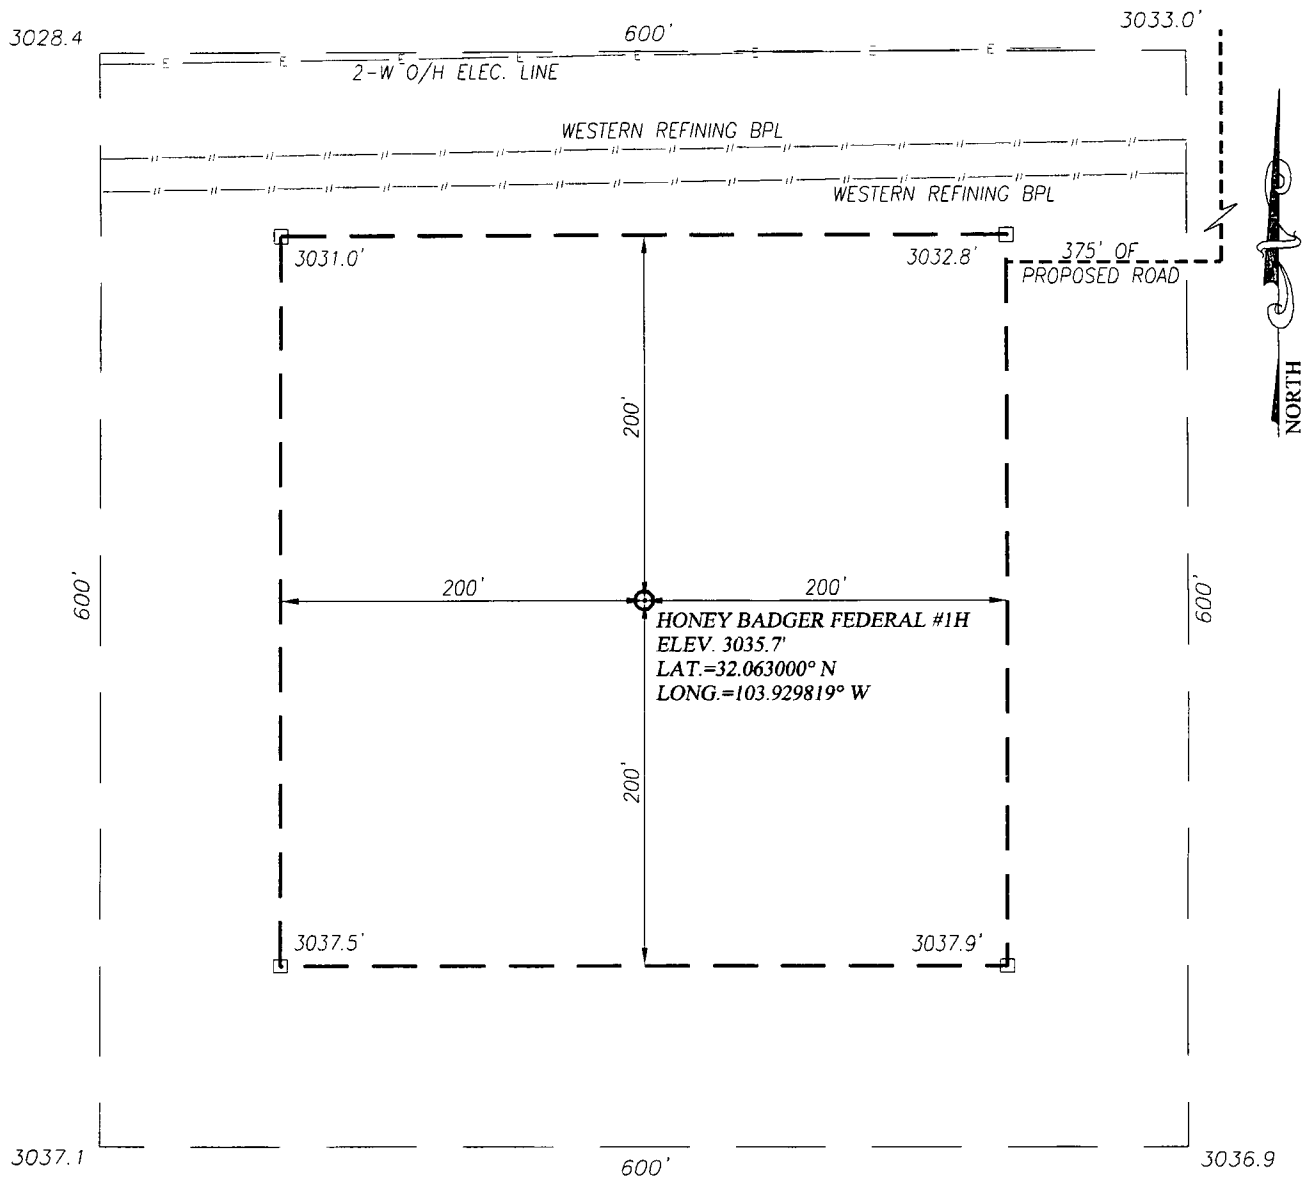 3028.4
600'
3033.0'
E E E E E E E E
2-W O/H ELEC. LINE
WESTERN REFINING BPL
WESTERN REFINING BPL
3031.0'
3032.8'
375' OF
PROPOSED ROAD
NORTH
200'
600'
200'
200'
600'
HONEY BADGER FEDERAL #1H
ELEV. 3035.7'
LAT.=32.063000° N
LONG.=103.929819° W
200'
3037.5'
3037.9'
3037.1
600'
3036.9